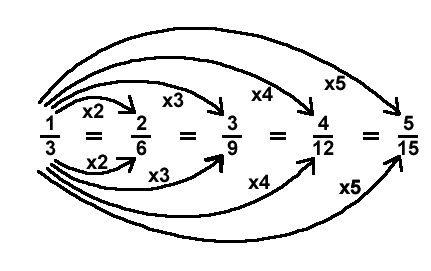 x5
x4
x3
x2
1/3 = 2/6 = 3/9 = 4/12 = 5/15
x2
x3
x4
x5